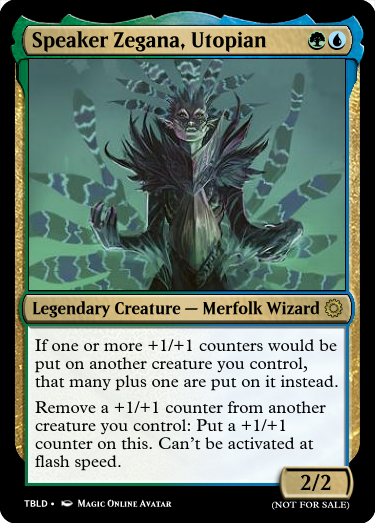 Speaker Zegana, Utopian
Legendary Creature — Merfolk Wizard
If one or more +1/+1 counters would be
put on another creature you control,
that many plus one are put on it instead.
Remove a +1/+1 counter from another
creature you control: Put a +1/+1
counter on this. Can't be activated at
flash speed.
2/2
TBLD • Magic Online Avatar
(NOT FOR SALE)